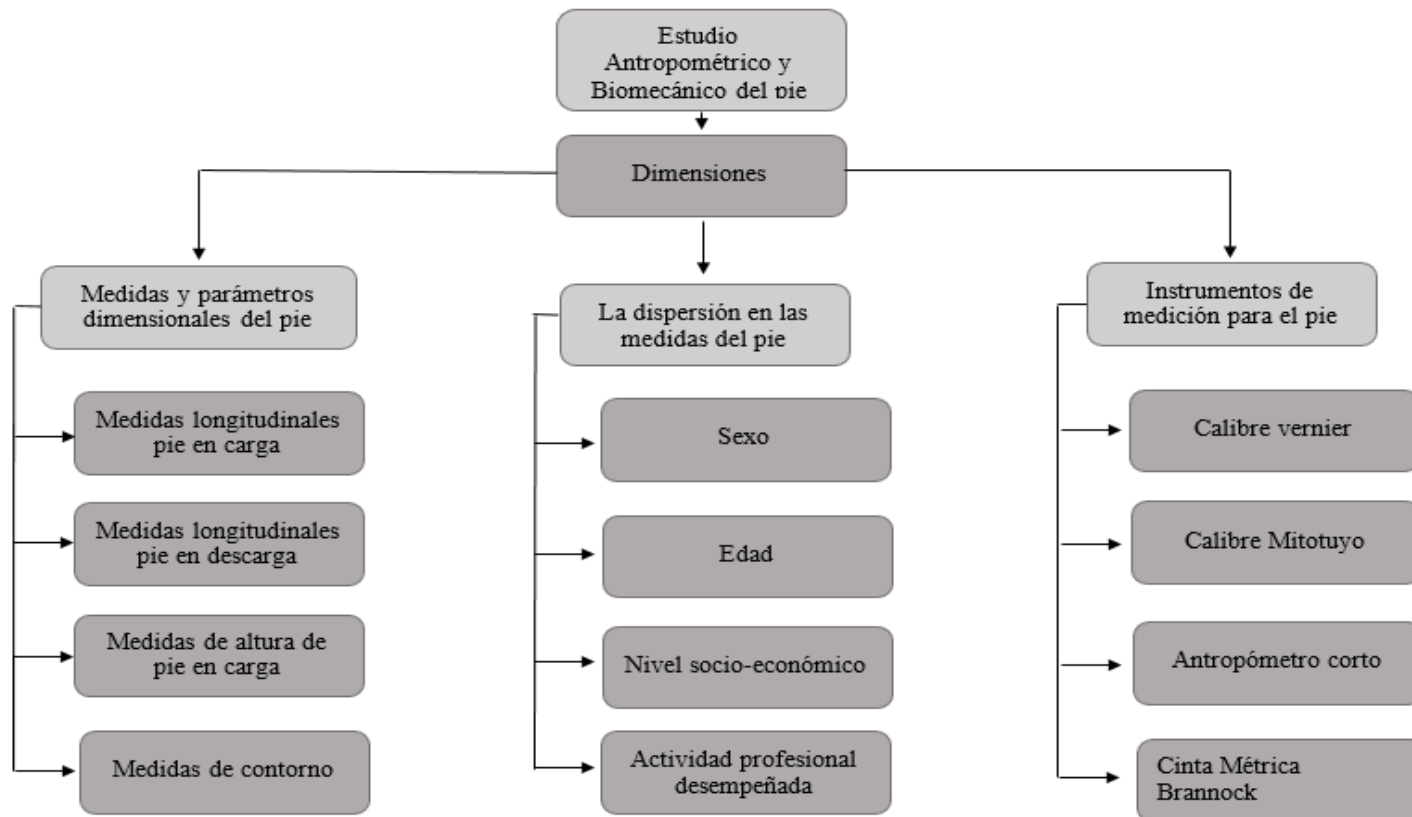 Estudio
Antropométrico y
Biomecánico del pie
Dimensiones
Medidas y parámetros
dimensionales del pie
Medidas longitudinales
pie en carga
Medidas longitudinales
pie en descarga
Medidas de altura de
pie en carga
Medidas de contorno
La dispersión en las
medidas del pie
Sexo
Edad
Nivel socio-económico
Actividad profesional
desempeñada
Instrumentos de
medición para el pie
Calibre vernier
Calibre Mitotuyo
Antropómetro corto
Cinta Métrica
Brannock